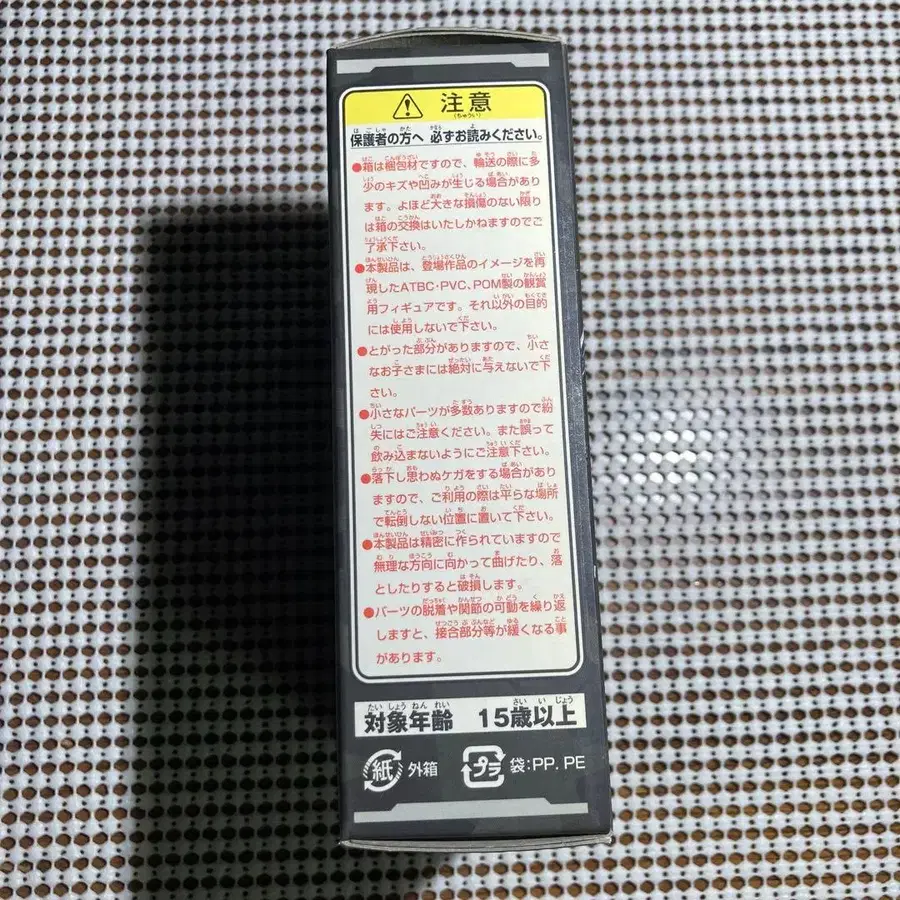 注意
(ちゅうい)
保護者の方へ 必ずお読みください。
●箱は梱包材ですので、輸送の際に多
少のキズや凹みが生じる場合があり
ます。よほど大きな損傷のない限り
は箱の交換はいたしかねますのでご
了承下さい。
●本製品は、登場作品のイメージを再
現したATBC・PVC、POM製の観賞
用フィギュアです。それ以外の目的
には使用しないで下さい。
●とがった部分がありますので、小さ
なお子さまには絶対に与えないで下
さい。
●小さなパーツが多数ありますので紛
失にはご注意ください。また誤って
飲み込まないようにご注意下さい。
●落下し思わぬケガをする場合があり
ますので、ご利用の際は平らな場所
で転倒しない位置に置いて下さい。
●本製品は精密に作られていますので
無理な方向に向かって曲げたり、落
としたりすると破損します。
●パーツの脱着や関節の可動を繰り返
しますと、接合部分等が緩くなる事
があります。
対象年齢 15歳以上
紙 外箱 プラ 袋:PP. PE